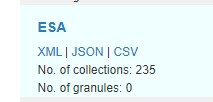 ESA
XML | JSON | CSV
No. of collections: 235
No. of granules: 0